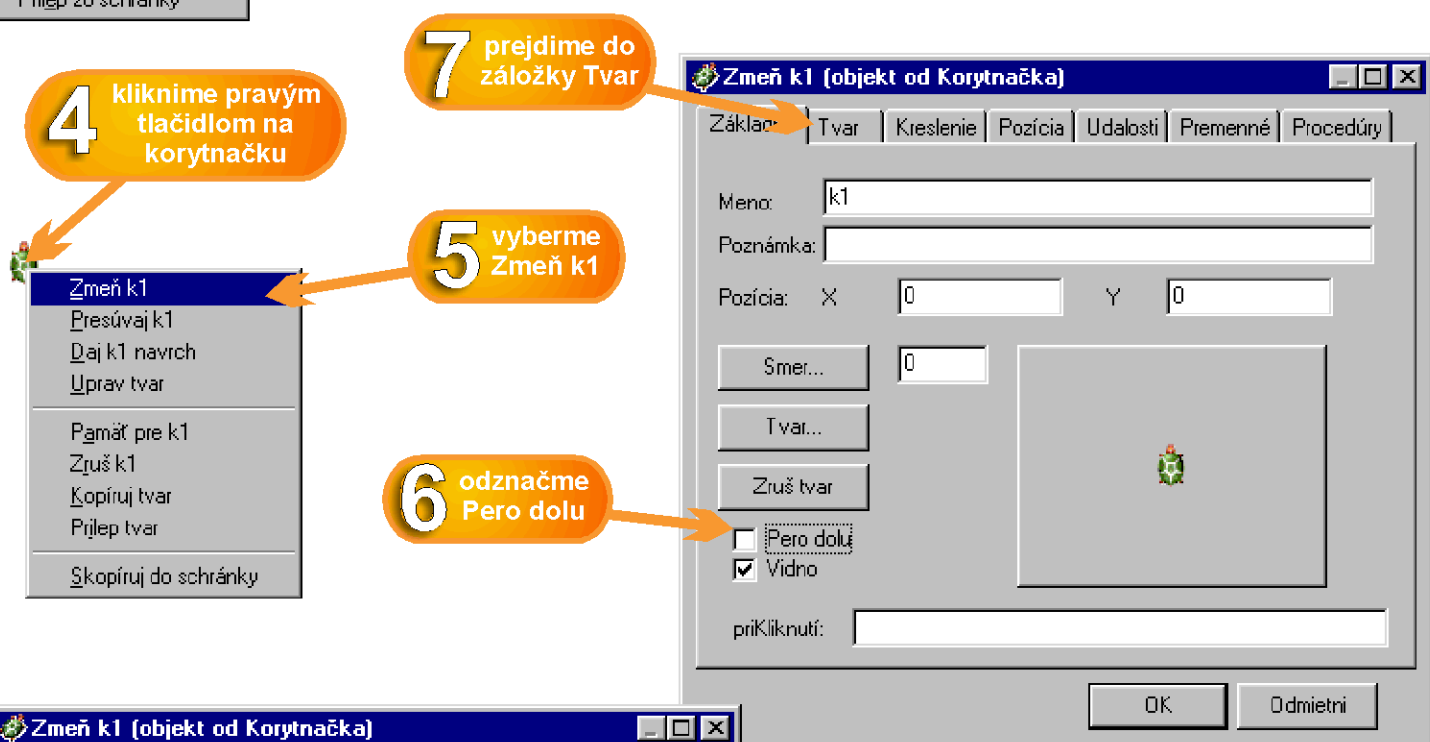 Prilep zo schránky
4 kliknime pravým
tlačidlom na
korytnačku
Zmeň k1
Presúvaj k1
Daj k1 navrch
Uprav tvar
Pamäť pre k1
Zruš k1
Kopíruj tvar
Prilep tvar
Skopíruj do schránky
5 vyberme
Zmeň k1
6 odznačme
Pero dolu
7 prejdime do
záložky Tvar
Zmeň k1 (objekt od Korytnačka)
Tvar Kreslenie Pozícia Udalosti Premenné Procedúry
Meno: k1
Poznámka:
Pozícia: X 0 Y 0
Smer... 0
Tvar...
Zruš tvar
Pero dolu
Vidno
priKliknutí:
OK Odmietni
Zmeň k1 (objekt od Korytnačka)